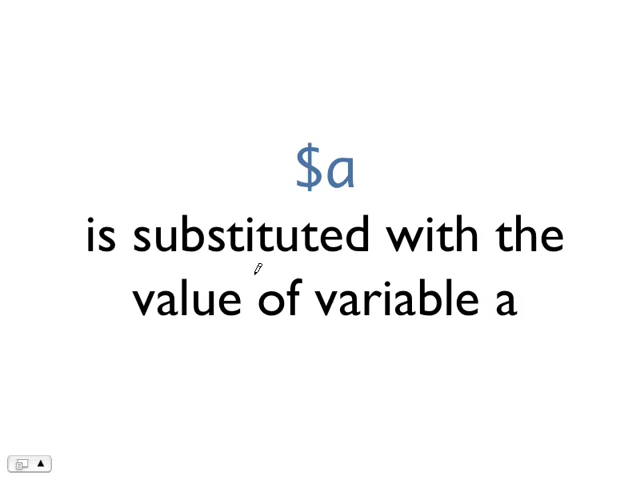 $a
is substituted with the
value of variable a